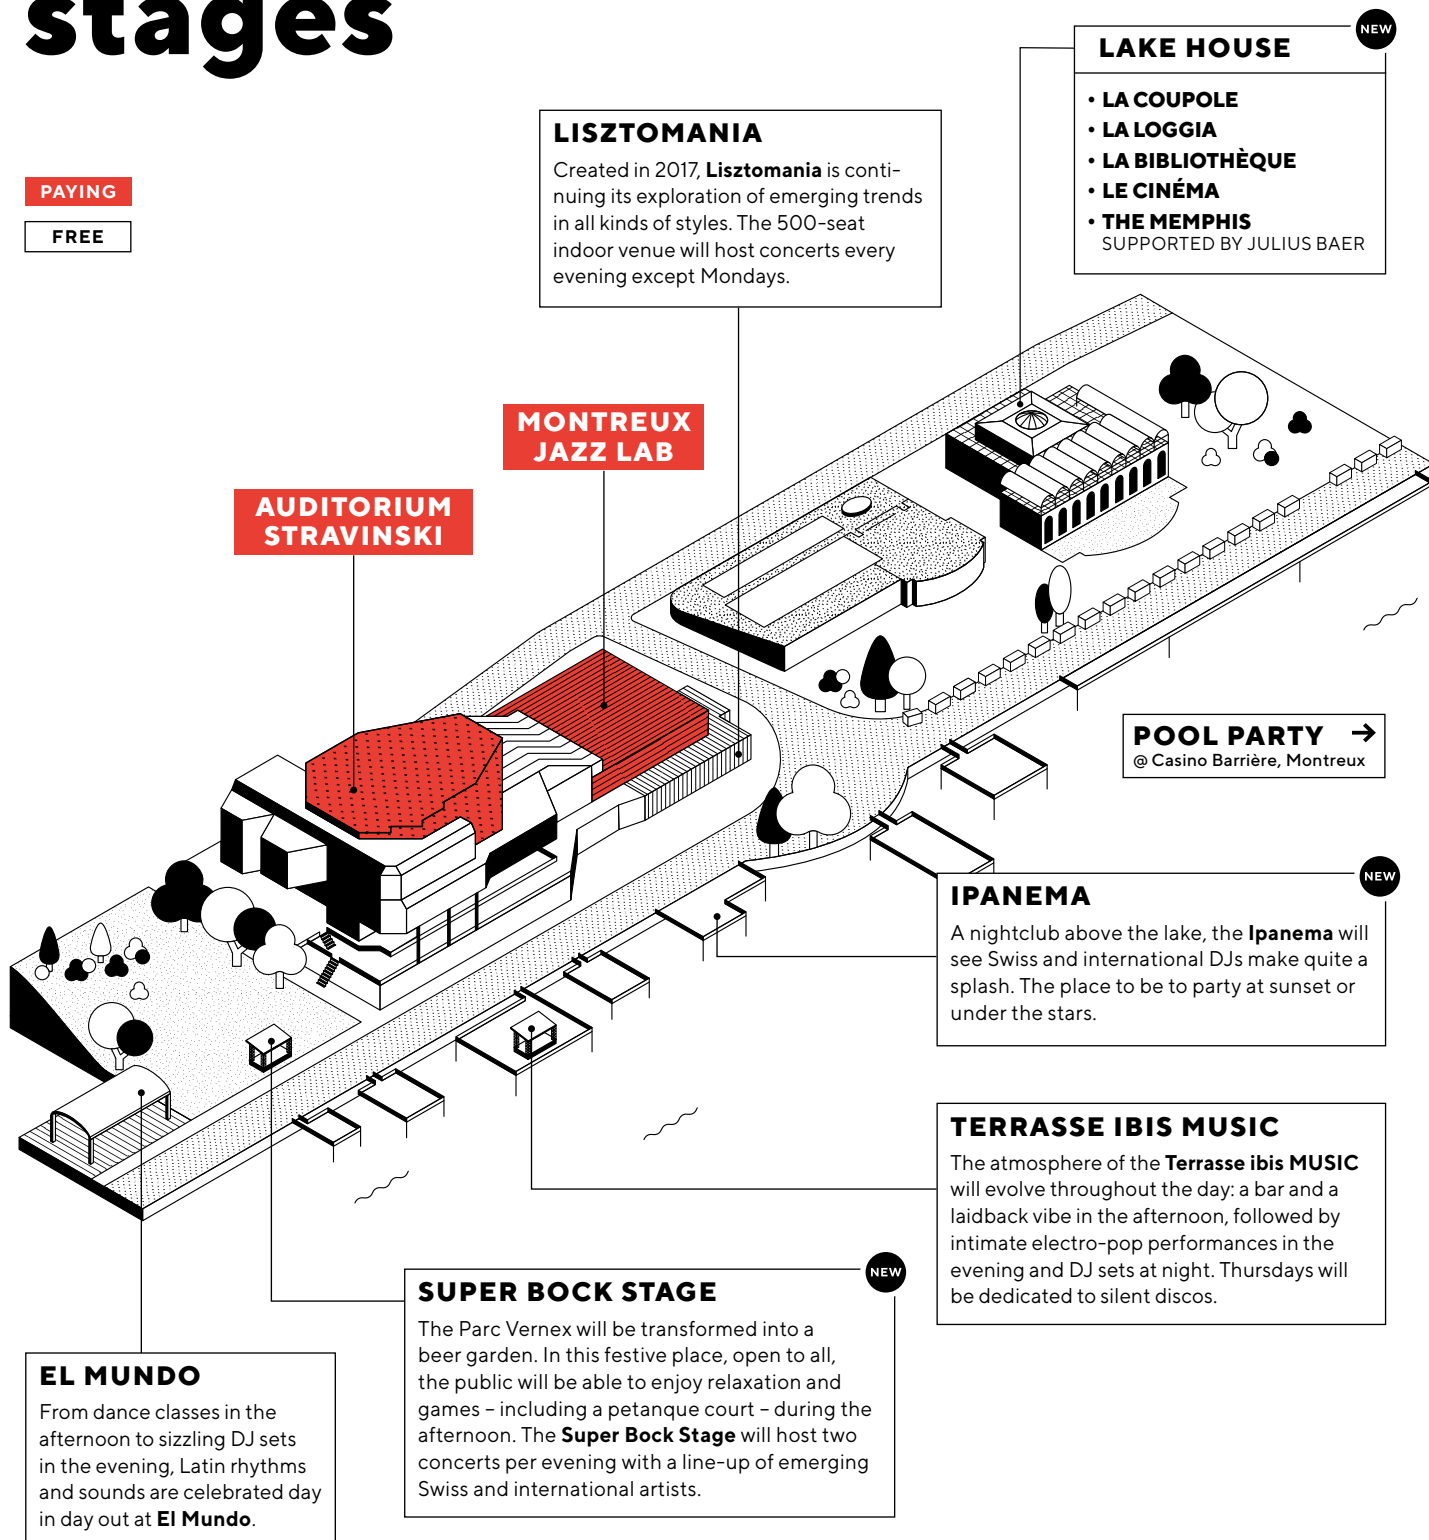 stages
PAYING
FREE
NEW
LAKE HOUSE
• LA COUPOLE
• LA LOGGIA
• LA BIBLIOTHÈQUE
• LE CINÉMA
• THE MEMPHIS
SUPPORTED BY JULIUS BAER
LISZTOMANIA
Created in 2017, Lisztomania is conti-
nuing its exploration of emerging trends
in all kinds of styles. The 500-seat
indoor venue will host concerts every
evening except Mondays.
MONTREUX
JAZZ LAB
AUDITORIUM
STRAVINSKI
POOL PARTY →
@ Casino Barrière, Montreux
NEW
IPANEMA
A nightclub above the lake, the Ipanema will
see Swiss and international DJs make quite a
splash. The place to be to party at sunset or
under the stars.
TERRASSE IBIS MUSIC
The atmosphere of the Terrasse ibis MUSIC
will evolve throughout the day: a bar and a
laidback vibe in the afternoon, followed by
intimate electro-pop performances in the
evening and DJ sets at night. Thursdays will
be dedicated to silent discos.
NEW
SUPER BOCK STAGE
The Parc Vernex will be transformed into a
beer garden. In this festive place, open to all,
the public will be able to enjoy relaxation and
games – including a petanque court – during the
afternoon. The Super Bock Stage will host two
concerts per evening with a line-up of emerging
Swiss and international artists.
EL MUNDO
From dance classes in the
afternoon to sizzling DJ sets
in the evening, Latin rhythms
and sounds are celebrated day
in day out at El Mundo.